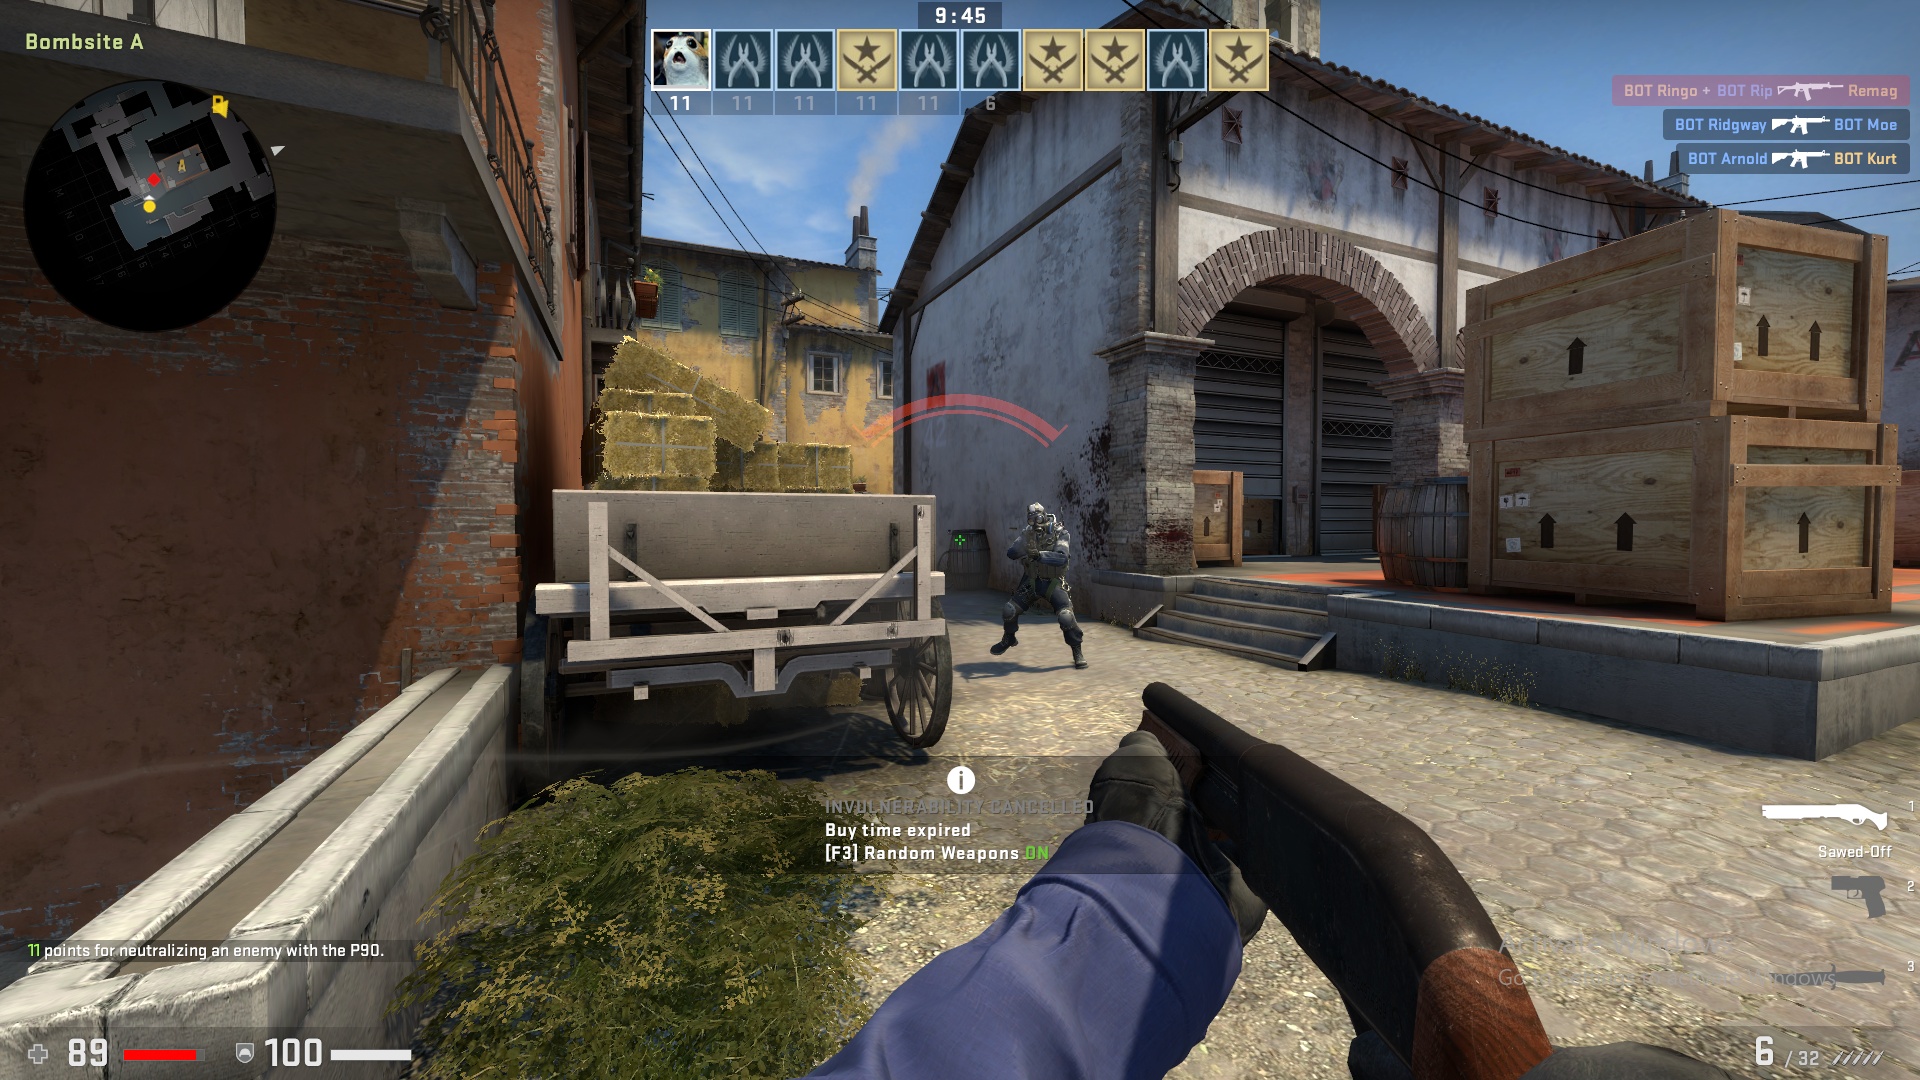 9:45
Bombsite A
11 11 11 11 11 6
BOT Ringo + BOT Rip Remag
BOT Ridgway BOT Moe
BOT Arnold BOT Kurt
A
INVULNERABILITY CANCELLED
Buy time expired
[F3] Random Weapons ON
1
Sawed-Off
2
3
11 points for neutralizing an enemy with the P90.
89 100
6 / 32